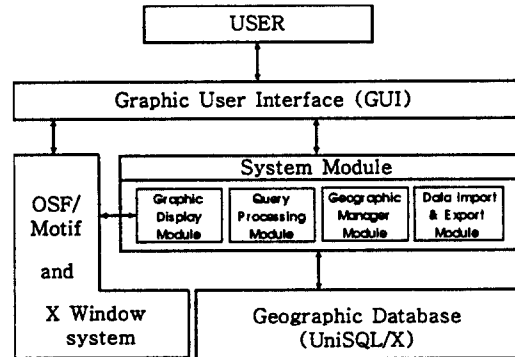 USER
Graphic User Interface (GUI)
System Module
OSF/
Motif
and
X Window
system
Graphic
Display
Module
Query
Processing
Module
Geographic
Manager
Module
Data Import
& Export
Module
Geographic Database
(UniSQL/X)